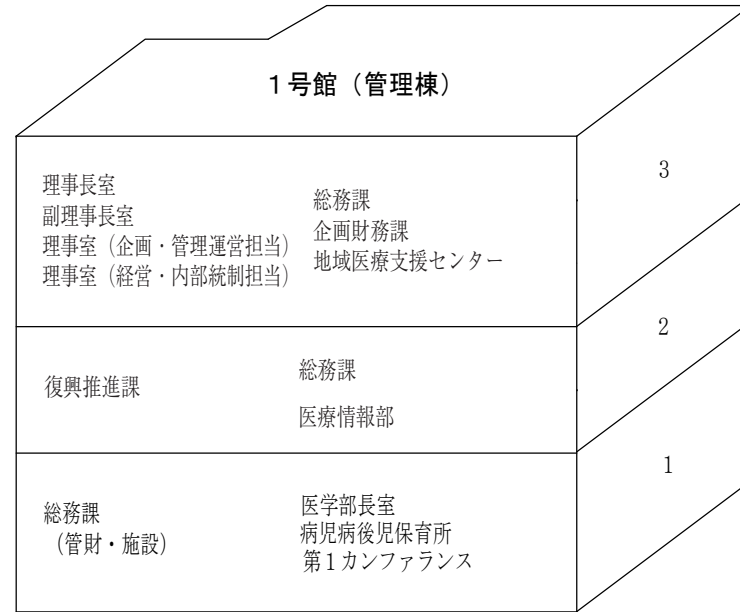 1号館（管理棟）
理事長室
副理事長室
理事室（企画・管理運営担当）
理事室（経営・内部統制担当）
総務課
企画財務課
地域医療支援センター
3
復興推進課
総務課
医療情報部
2
総務課
（管財・施設）
医学部長室
病児病後児保育所
第1カンファランス
1